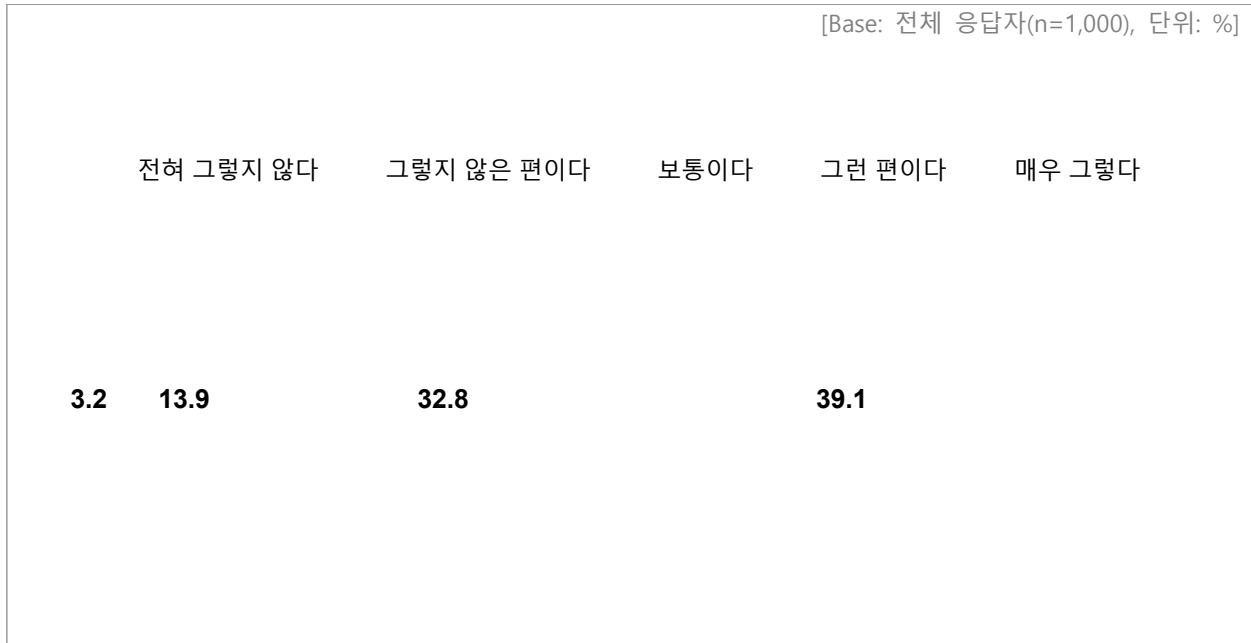 [Base: 전체 응답자(n=1,000), 단위: %]
전혀 그렇지 않다 그렇지 않은 편이다 보통이다 그런 편이다 매우 그렇다
3.2 13.9 32.8 39.1